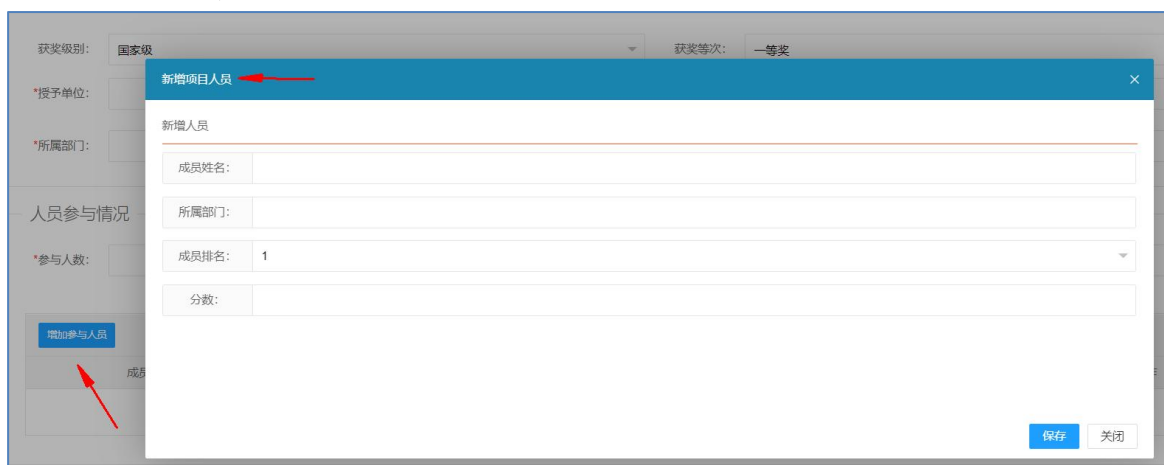 获奖级别: 国家级 获奖等次: 一等奖
新增项目人员 ×
*授予单位:
新增人员
*所属部门:
成员姓名:
所属部门:
人员参与情况
成员排名: 1
*参与人数:
分数:
增加参与人员
成员
保存 关闭